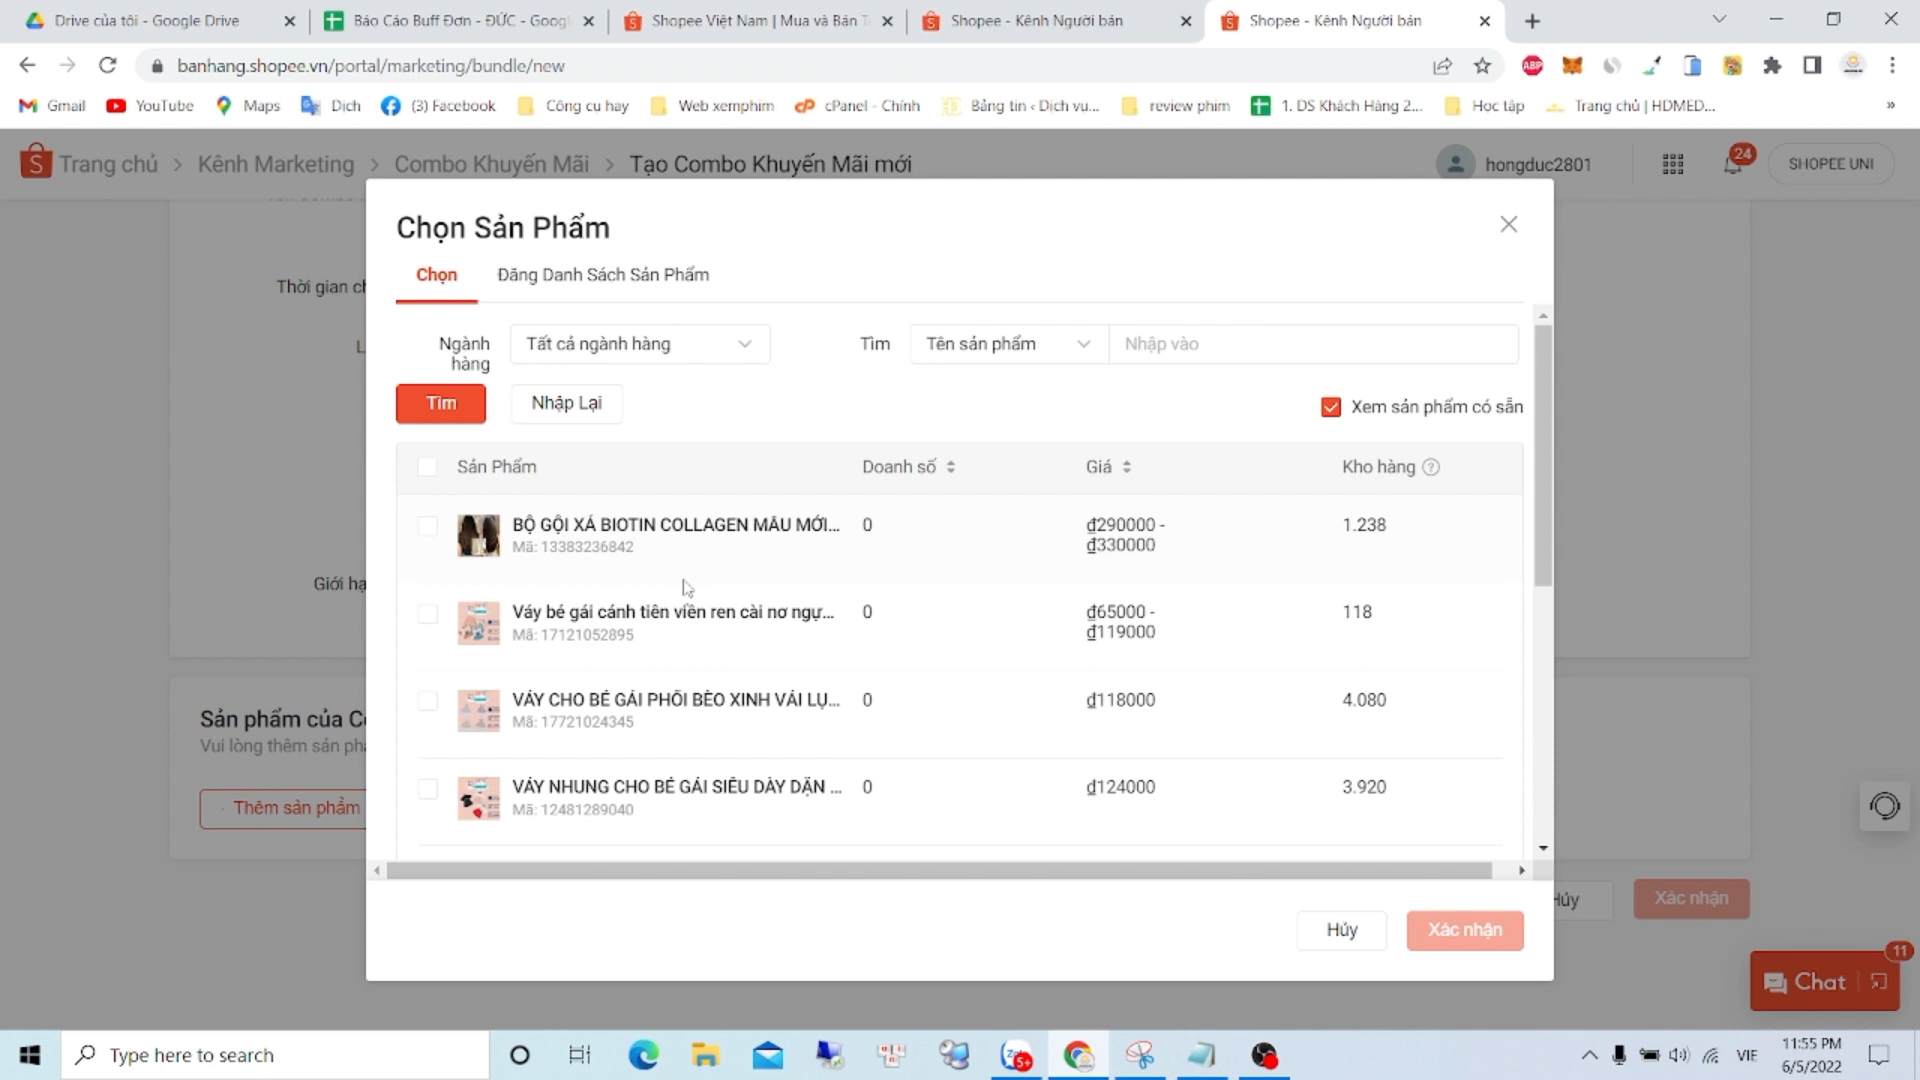 Drive của tôi - Google Drive
Báo Cáo Buff Đơn - ĐỨC - Googl
Shopee Việt Nam | Mua và Bán T
Shopee - Kênh Người bán
Shopee - Kênh Người bán
banhang.shopee.vn/portal/marketing/bundle/new
ABP
Gmail
YouTube
Maps
Dịch
(3) Facebook
Công cụ hay
Web xemphim
cPanel - Chính
Bảng tin ‹ Dịch vụ...
review phim
1. DS Khách Hàng 2...
Học tập
Trang chủ | HDMED...
»
Trang chủ > Kênh Marketing > Combo Khuyến Mãi > Tạo Combo Khuyến Mãi mới
hongduc2801
24
SHOPEE UNI
Chọn Sản Phẩm
Chọn
Đăng Danh Sách Sản Phẩm
Thời gian ch
L
Giới hạ
Ngành hàng
Tất cả ngành hàng
Tìm
Tên sản phẩm
Nhập vào
Tìm
Nhập Lại
Xem sản phẩm có sẵn
Sản Phẩm
Doanh số
Giá
Kho hàng
BỘ GỘI XẢ BIOTIN COLLAGEN MẪU MỚI...
Mã: 13383236842
0
₫290000 - ₫330000
1.238
Váy bé gái cánh tiên viền ren cài nơ ngự...
Mã: 17121052895
0
₫65000 - ₫119000
118
VÁY CHO BÉ GÁI PHỐI BÈO XINH VẢI LỤ...
Mã: 17721024345
0
₫118000
4.080
VÁY NHUNG CHO BÉ GÁI SIÊU DÀY DẶN ...
Mã: 12481289040
0
₫124000
3.920
Sản phẩm của C
Vui lòng thêm sản ph
Thêm sản phẩm
Hủy
Xác nhận
Hủy
Xác nhận
11
Chat
Type here to search
5+
VIE
11:55 PM
6/5/2022